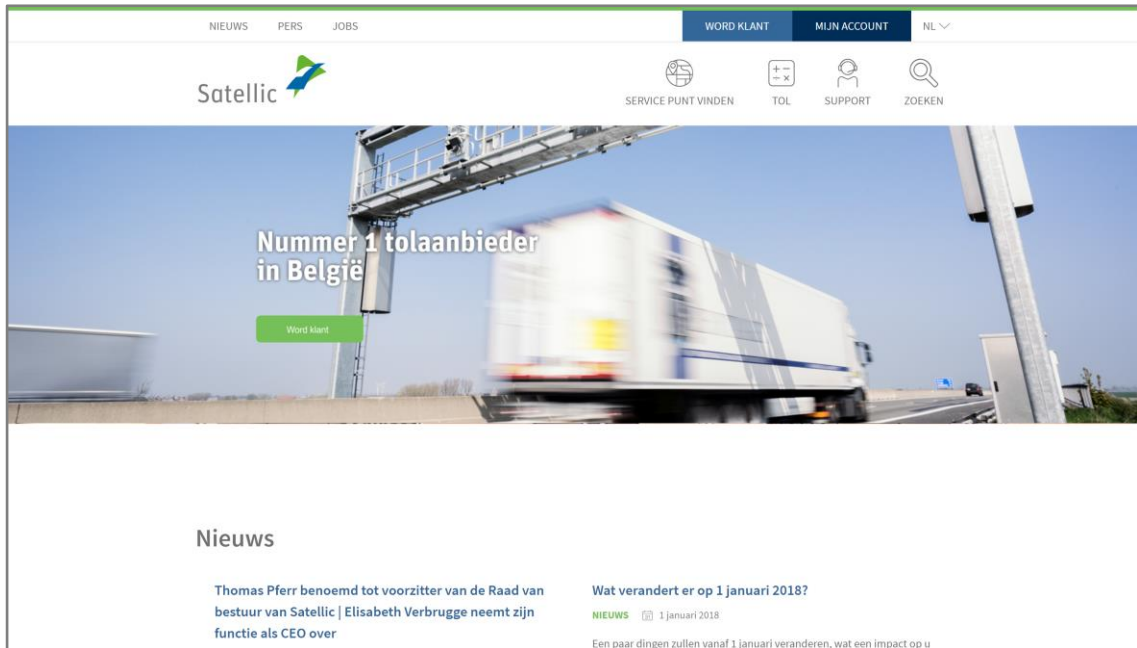 NIEUWS PERS JOBS WORD KLANT MIJN ACCOUNT NL
Satellic
SERVICE PUNT VINDEN TOL SUPPORT ZOEKEN
Nummer 1 tolaanbieder
in België
Word klant
Nieuws
Thomas Pferr benoemd tot voorzitter van de Raad van
bestuur van Satellic | Elisabeth Verbrugge neemt zijn
functie als CEO over
Wat verandert er op 1 januari 2018?
NIEUWS 1 januari 2018
Een paar dingen zullen vanaf 1 januari veranderen, wat een impact op u